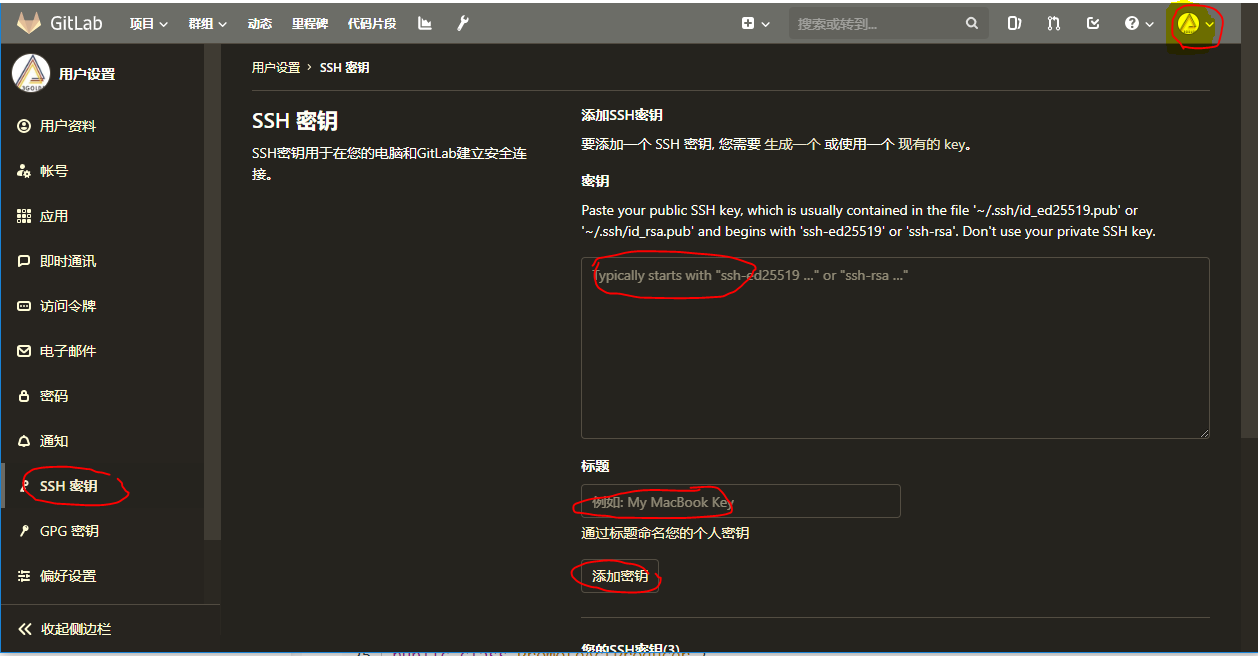 GitLab 项目 群组 动态 里程碑 代码片段 搜索或转到...
用户设置
用户资料
帐号
应用
即时通讯
访问令牌
电子邮件
密码
通知
SSH 密钥
GPG 密钥
偏好设置
收起侧边栏
用户设置 › SSH 密钥
SSH 密钥
SSH密钥用于在您的电脑和GitLab建立安全连
接。
添加SSH密钥
要添加一个 SSH 密钥, 您需要 生成一个 或使用一个 现有的 key。
密钥
Paste your public SSH key, which is usually contained in the file '~/.ssh/id_ed25519.pub' or
'~/.ssh/id_rsa.pub' and begins with 'ssh-ed25519' or 'ssh-rsa'. Don't use your private SSH key.
Typically starts with "ssh-ed25519 ..." or "ssh-rsa ..."
标题
例如: My MacBook Key
通过标题命名您的个人密钥
添加密钥
您的SSH密钥(3)